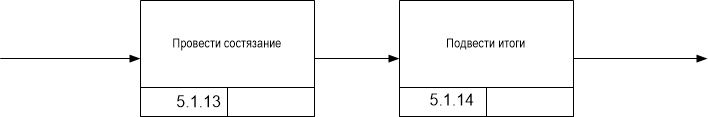 Провести состязание
Подвести итоги
5.1.13
5.1.14